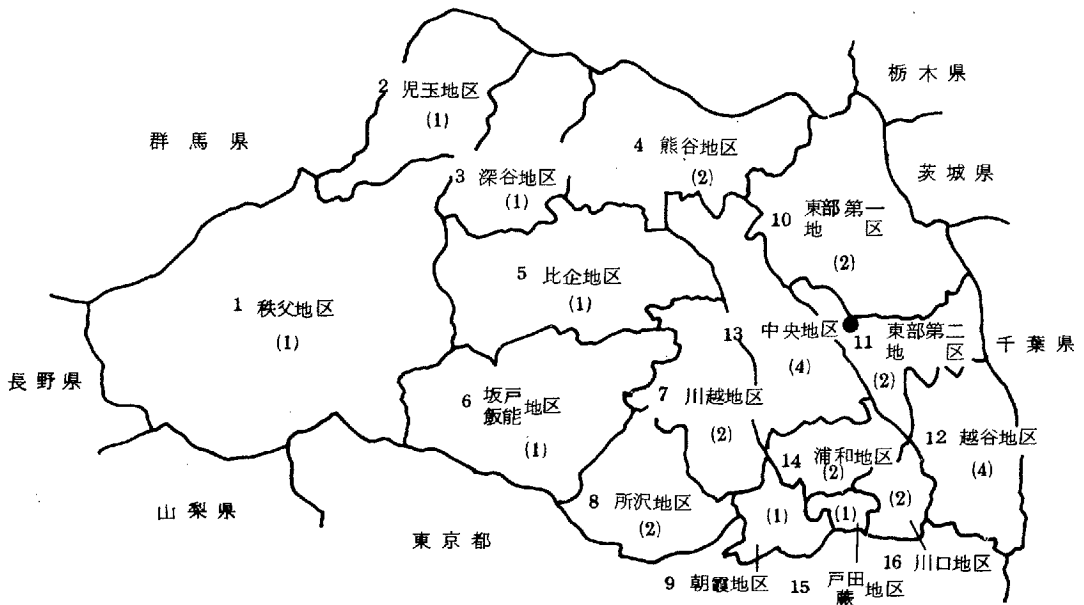 栃木県
2 児玉地区
(1)
群馬県
4 熊谷地区
(2)
茨城県
3 深谷地区
(1)
10 東部第一
地 区
(2)
5 比企地区
(1)
1 秩父地区
(1)
13 中央地区
(4)
11 東部第二
地 区
(2)
千葉県
長野県
6 坂戸
飯能地区
(1)
7 川越地区
(2)
12 越谷地区
(4)
14 浦和地区
(2)
8 所沢地区
(2)
(1)
(1)
(2)
山梨県
東京都
9 朝霞地区
15 戸田
蕨地区
16 川口地区